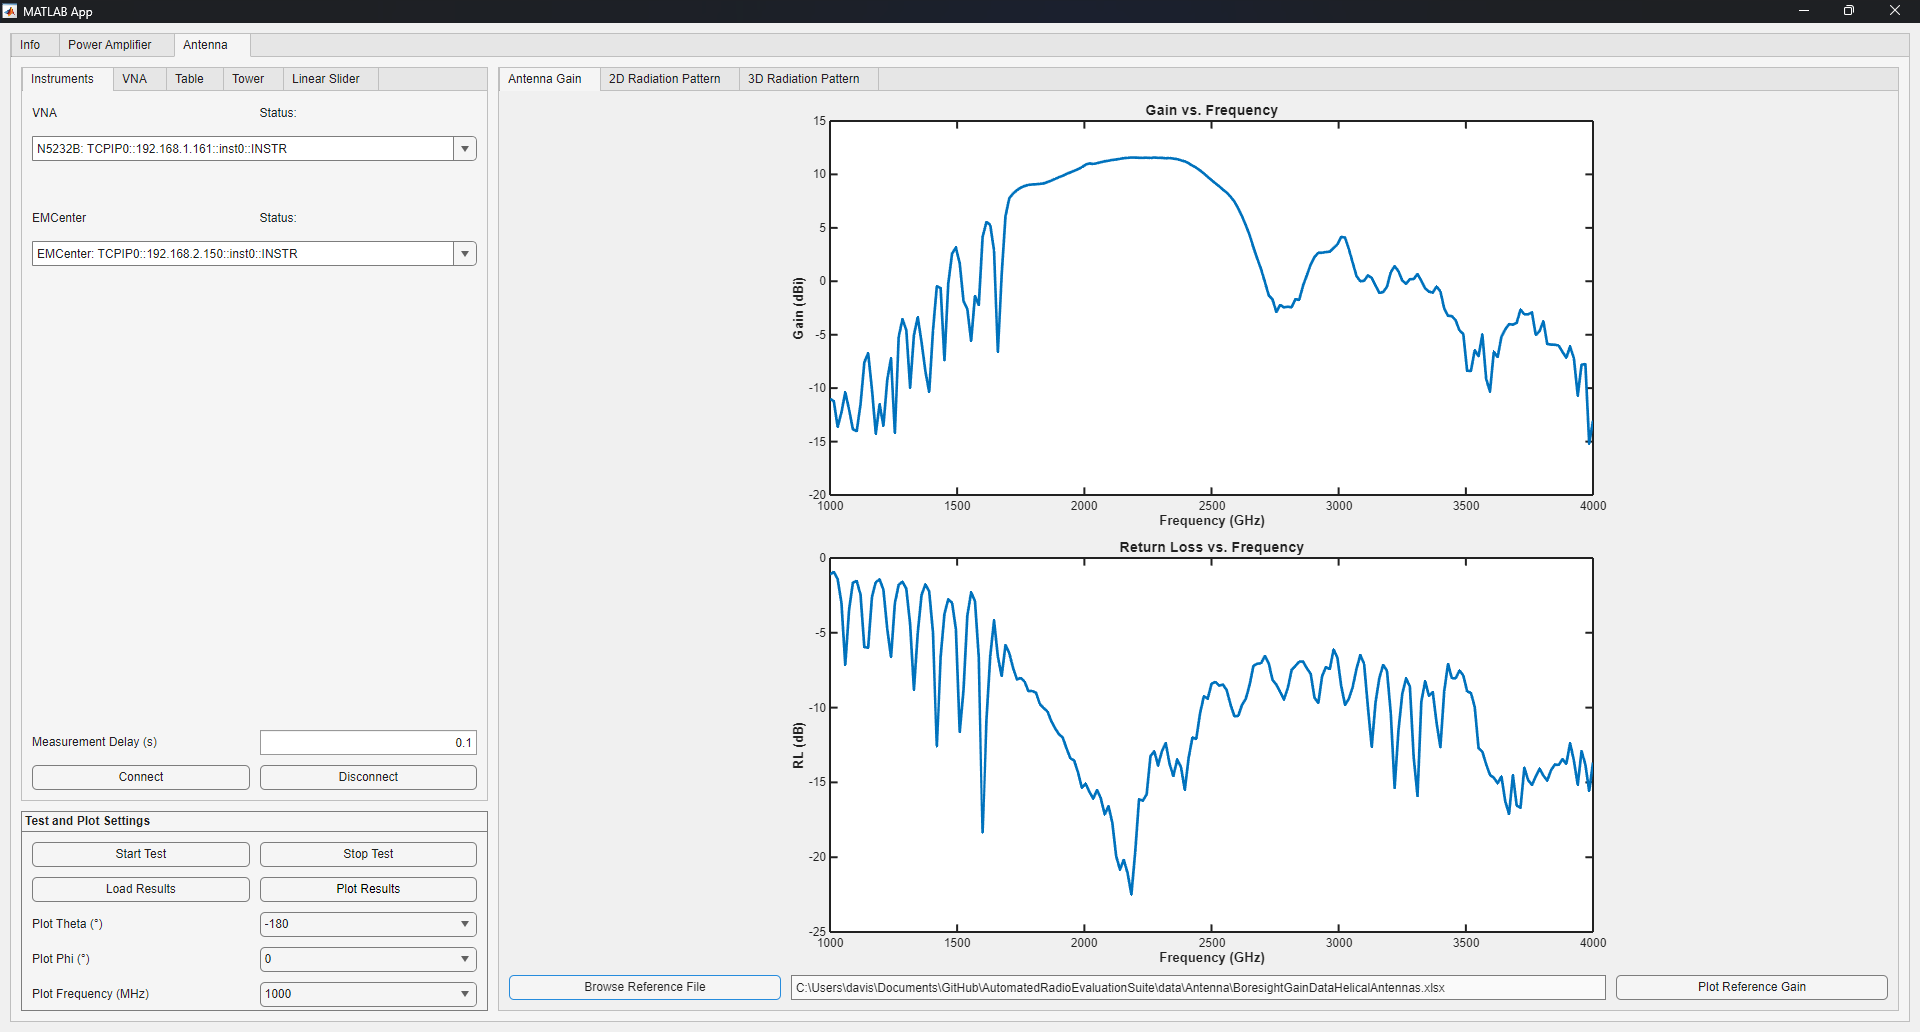 MATLAB App
Info Power Amplifier Antenna
Instruments VNA Table Tower Linear Slider
VNA Status:
N5232B: TCPIP0::192.168.1.161::inst0::INSTR
EMCenter Status:
EMCenter: TCPIP0::192.168.2.150::inst0::INSTR
Measurement Delay (s) 0.1
Connect Disconnect
Test and Plot Settings
Start Test Stop Test
Load Results Plot Results
Plot Theta (°) -180
Plot Phi (°) 0
Plot Frequency (MHz) 1000
Antenna Gain 2D Radiation Pattern 3D Radiation Pattern
Gain vs. Frequency
15
10
5
0
-5
-10
-15
-20
Gain (dBi)
1000 1500 2000 2500 3000 3500 4000
Frequency (GHz)
Return Loss vs. Frequency
0
-5
-10
-15
-20
-25
RL (dB)
1000 1500 2000 2500 3000 3500 4000
Frequency (GHz)
Browse Reference File C:\Users\davis\Documents\GitHub\AutomatedRadioEvaluationSuite\data\Antenna\BoresightGainDataHelicalAntennas.xlsx Plot Reference Gain